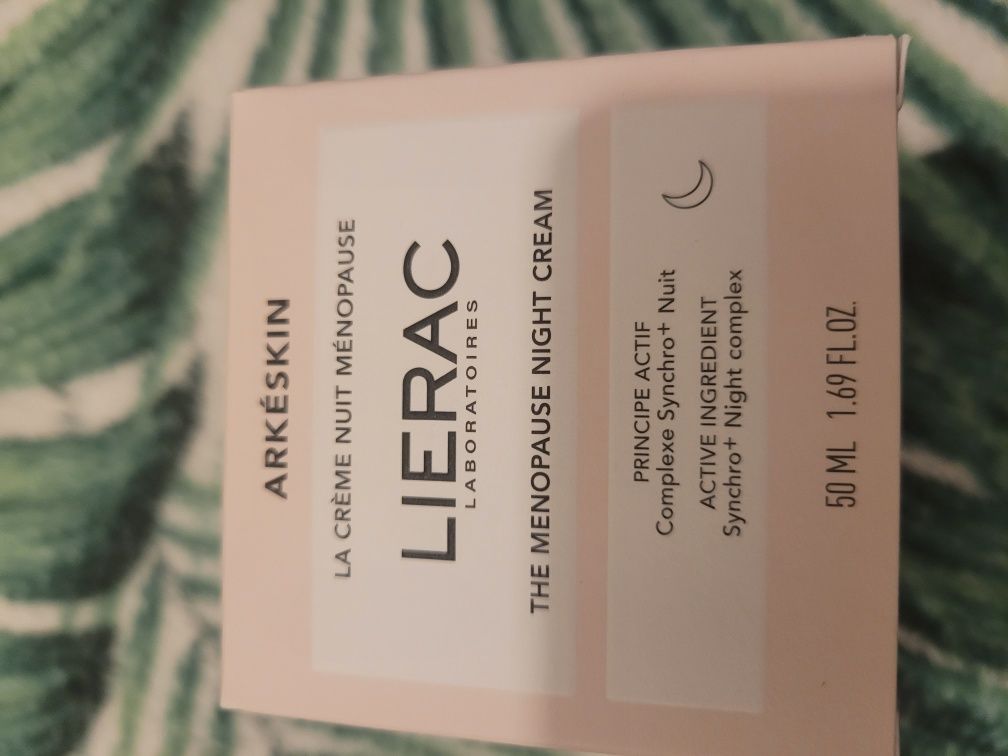 ARKÉSKIN
LA CRÈME NUIT MÉNOPAUSE
LIERAC
LABORATOIRES
THE MENOPAUSE NIGHT CREAM
PRINCIPE ACTIF
Complexe Synchro+ Nuit
ACTIVE INGREDIENT
Synchro+ Night complex
50 ML 1.69 FL.OZ.